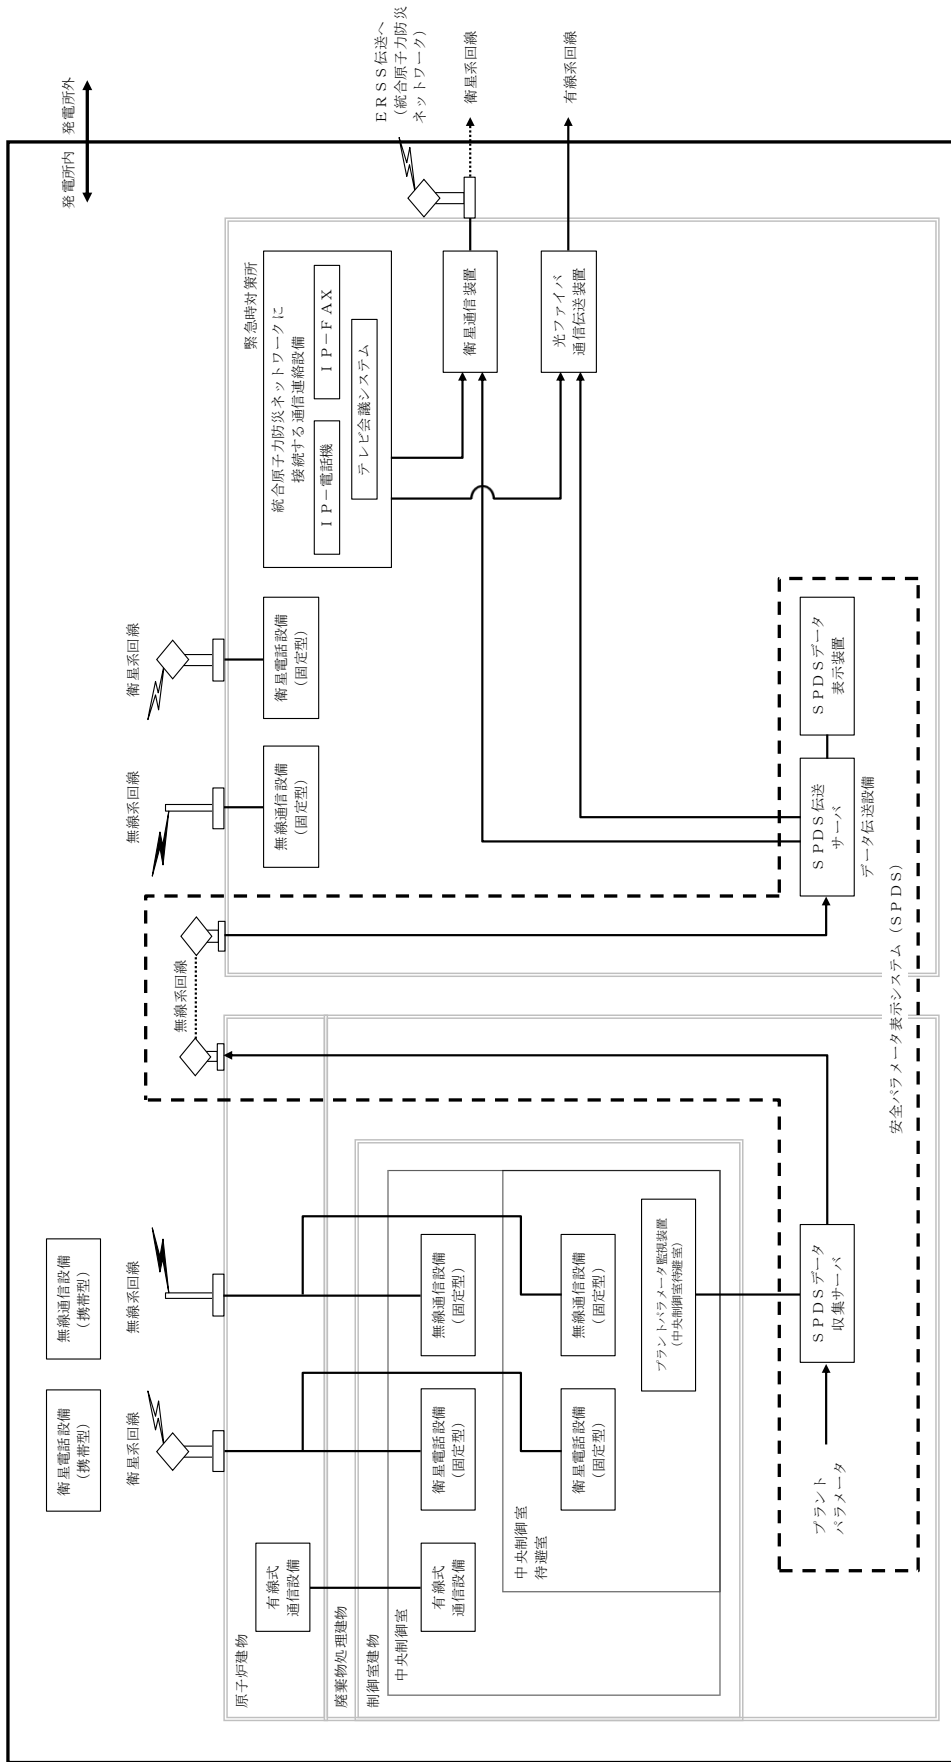 発電所内
発電所外
ERSS伝送へ
(統合原子力防災
ネットワーク)
衛星系回線
有線系回線
緊急時対策所
統合原子力防災ネットワークに
接続する通信連絡設備
IP-電話機
IP-FAX
テレビ会議システム
衛星通信装置
光ファイバ
通信伝送装置
衛星系回線
衛星電話設備
(固定型)
無線系回線
無線通信設備
(固定型)
SPDSデータ
表示装置
SPDS伝送
サーバ
データ伝送設備
無線系回線
安全パラメータ表示システム(SPDS)
無線通信設備
(携帯型)
無線系回線
衛星電話設備
(携帯型)
衛星系回線
無線通信設備
(固定型)
無線通信設備
(固定型)
プラントパラメータ監視装置
(中央制御室待避室)
衛星電話設備
(固定型)
衛星電話設備
(固定型)
中央制御室
待避室
有線式
通信設備
有線式
通信設備
原子炉建物
廃棄物処理建物
制御室建物
中央制御室
SPDSデータ
収集サーバ
プラント
パラメータ